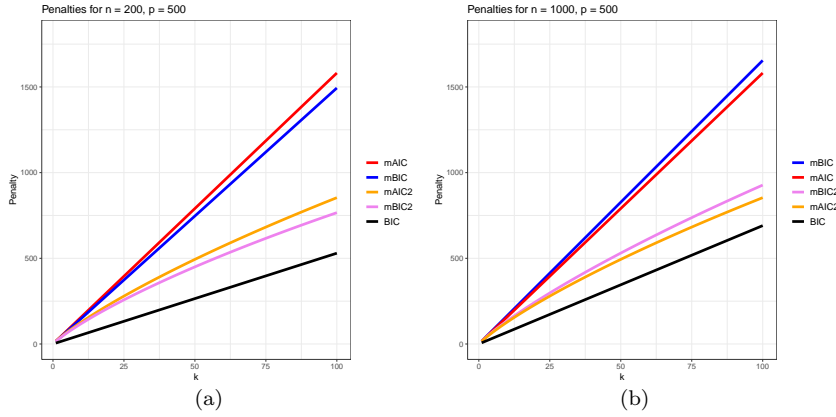 Penalties for n = 200, p = 500
Penalty
1500
1000
500
0
0
25
50
75
100
k
mAIC
mBIC
mAIC2
mBIC2
BIC
(a)
Penalties for n = 1000, p = 500
Penalty
1500
1000
500
0
0
25
50
75
100
k
mBIC
mAIC
mBIC2
mAIC2
BIC
(b)